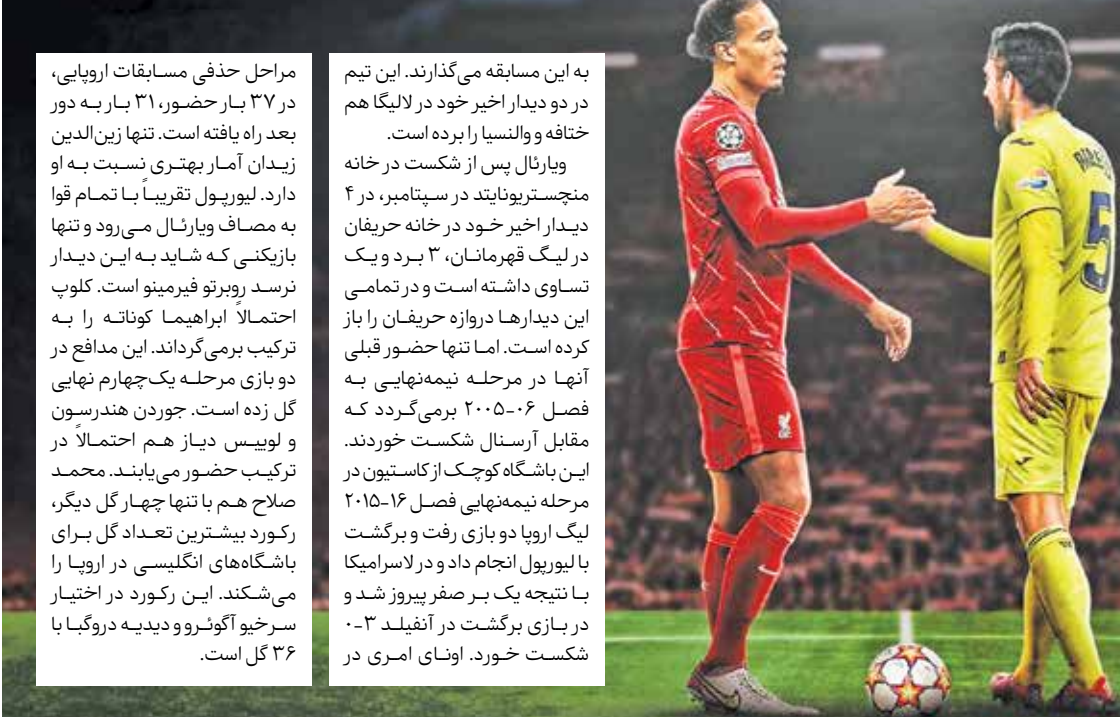 به این مسابقه می‌گذارند. این تیم
در دو دیدار اخیر خود در لالیگا هم
ختافه و والنسیا را برده است.
ویارئال پس از شکست در خانه
منچستریونایتد در سپتامبر، در ۴
دیدار اخیر خود در خانه حریفان
در لیگ قهرمانان، ۳ برد و یک
تساوی داشته است و در تمامی
این دیدارها دروازه حریفان را باز
کرده است. اما تنها حضور قبلی
آنها در مرحله نیمه‌نهایی به
فصل ۰۶-۲۰۰۵ برمی‌گردد که
مقابل آرسنال شکست خوردند.
این باشگاه کوچک از کاستیون در
مرحله نیمه‌نهایی فصل ۱۶-۲۰۱۵
لیگ اروپا دو بازی رفت و برگشت
با لیورپول انجام داد و در لاسرامیکا
با نتیجه یک بر صفر پیروز شد و
در بازی برگشت در آنفیلد ۳-۰
شکست خورد. اونای امری در
مراحل حذفی مسابقات اروپایی،
در ۳۷ بار حضور، ۳۱ بار به دور
بعد راه یافته است. تنها زین‌الدین
زیدان آمار بهتری نسبت به او
دارد. لیورپول تقریباً با تمام قوا
به مصاف ویارئال می‌رود و تنها
بازیکنی که شاید به این دیدار
نرسد روبرتو فیرمینو است. کلوپ
احتمالاً ابراهیما کوناته را به
ترکیب برمی‌گرداند. این مدافع در
دو بازی مرحله یک‌چهارم نهایی
گل زده است. جوردن هندرسون
و لوییس دیاز هم احتمالاً در
ترکیب حضور می‌یابند. محمد
صلاح هم با تنها چهار گل دیگر،
رکورد بیشترین تعداد گل برای
باشگاه‌های انگلیسی در اروپا را
می‌شکند. این رکورد در اختیار
سرخیو آگوئرو و دیدیه دروگبا با
۳۶ گل است.
5